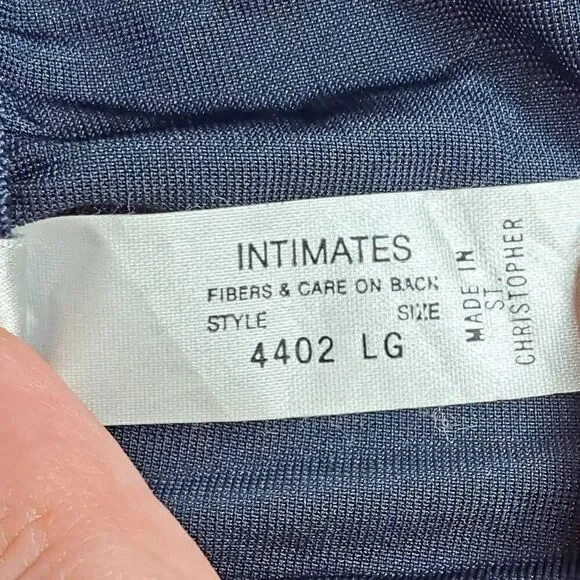 INTIMATES
FIBERS & CARE ON BACK
STYLE SIZE
4402 LG
MADE IN
ST.
CHRISTOPHER